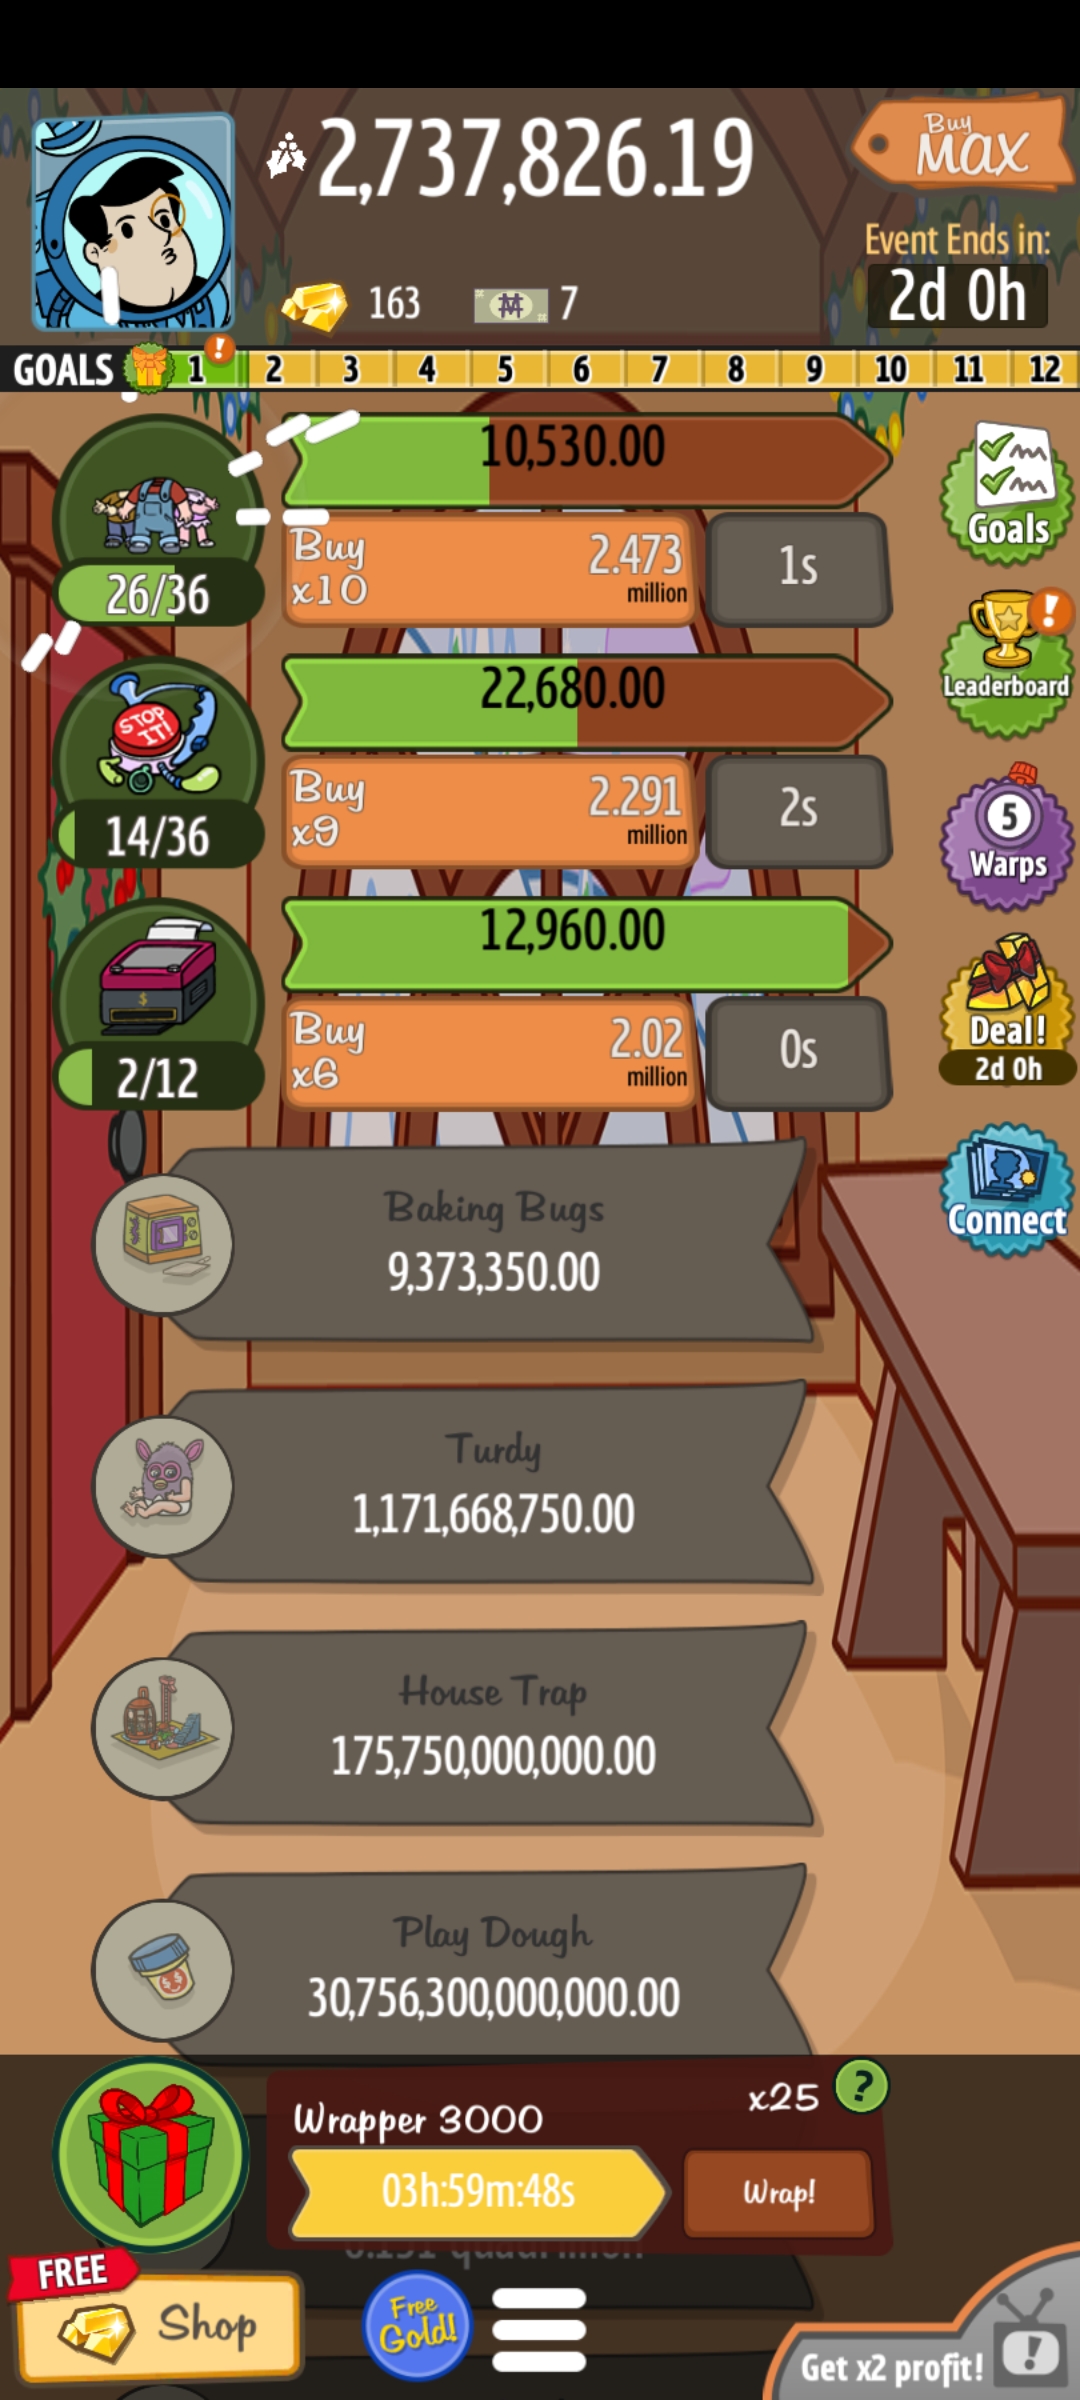 2,737,826.19
Buy
MAX
Event Ends in:
2d 0h
163
7
GOALS 1 ! 2 3 4 5 6 7 8 9 10 11 12
10,530.00
Buy
x10
2.473
million
1s
26/36
Goals
STOP
IT!
22,680.00
Buy
x9
2.291
million
2s
14/36
!
Leaderboard
5
Warps
12,960.00
$
Buy
x6
2.02
million
0s
2/12
Deal!
2d 0h
Connect
Baking Bugs
9,373,350.00
Turdy
1,171,668,750.00
House Trap
175,750,000,000.00
Play Dough
30,756,300,000,000.00
Wrapper 3000
x25
?
03h:59m:48s
Wrap!
FREE
Shop
Free
Gold!
Get x2 profit!
!